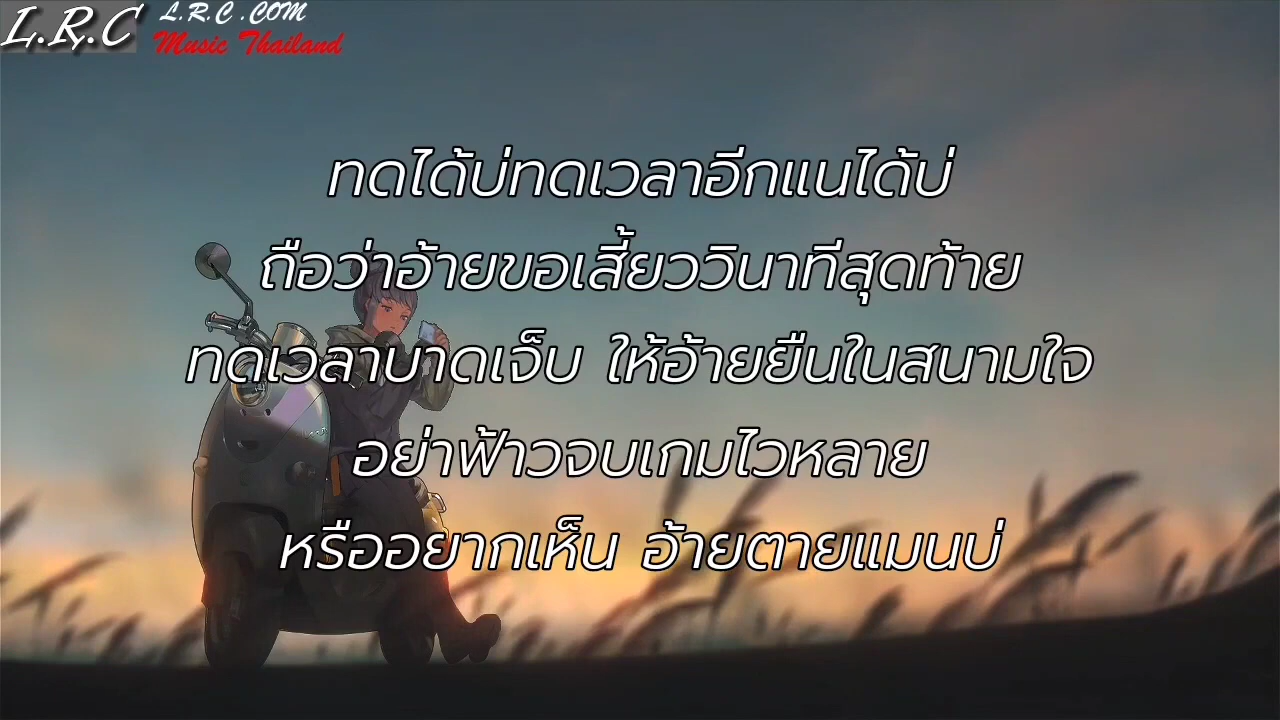 L.R.C
L.R.C .COM
Music Thailand
ทดได้บ่ทดเวลาอีกแนได้บ่
ถือว่าอ้ายขอเสี้ยววินาทีสุดท้าย
ทดเวลาบาดเจ็บ ให้อ้ายยืนในสนามใจ
อย่าฟ้าวจบเกมไวหลาย
หรืออยากเห็น อ้ายตายแมนบ่